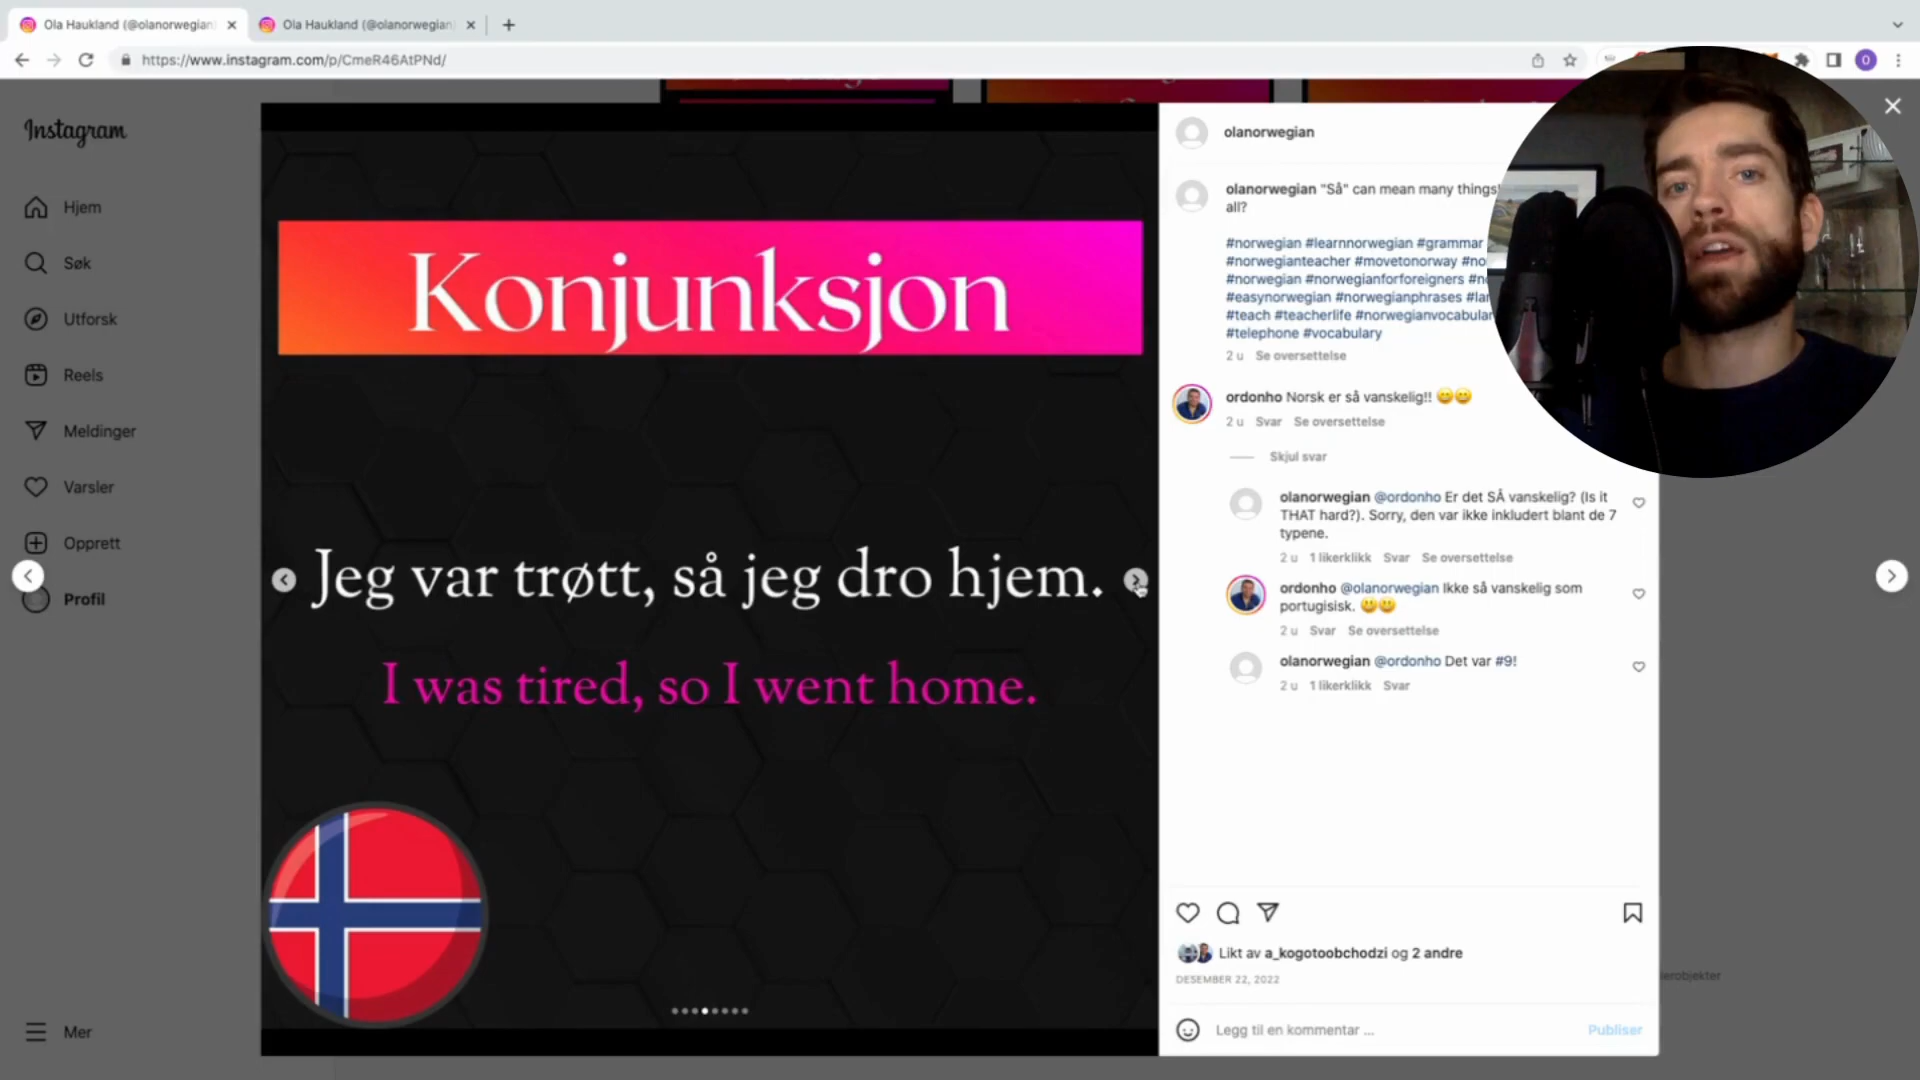 Ola Haukland (@olanorwegian
Ola Haukland (@olanorwegian
https://www.instagram.com/p/CmeR46AtPNd/
O
Instagram
Hjem
Søk
Utforsk
Reels
Meldinger
Varsler
Opprett
Profil
Mer
Konjunksjon
Jeg var trøtt, så jeg dro hjem.
I was tired, so I went home.
olanorwegian
olanorwegian "Så" can mean many things!
all?
#norwegian #learnnorwegian #grammar
#norwegianteacher #movetonorway #no
#norwegian #norwegianforforeigners
#easynorwegian #norwegianphrases #lan
#teach #teacherlife #norwegianvocabular
#telephone #vocabulary
2 u Se oversettelse
ordonho Norsk er så vanskelig!! 😄😄
2 u Svar Se oversettelse
Skjul svar
olanorwegian @ordonho Er det SÅ vanskelig? (Is it
THAT hard?). Sorry, den var ikke inkludert blant de 7
typene.
2 u 1 likerklikk Svar Se oversettelse
ordonho @olanorwegian Ikke så vanskelig som
portugisisk. 😃😃
2 u Svar Se oversettelse
olanorwegian @ordonho Det var #9!
2 u 1 likerklikk Svar
Likt av a_kogotoobchodzi og 2 andre
DESEMBER 22, 2022
Legg til en kommentar ...
Publiser